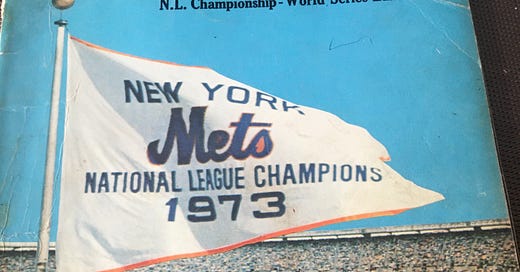 N.L. Championship - World Series
NEW YORK
Mets
NATIONAL LEAGUE CHAMPIONS
1973